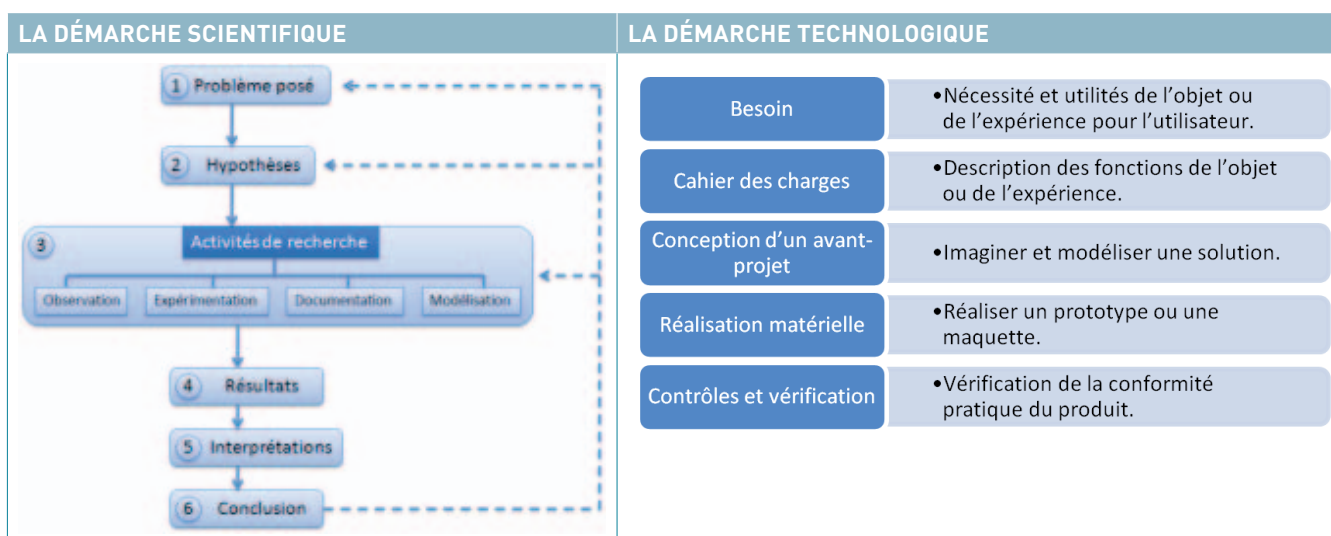 LA DÉMARCHE SCIENTIFIQUE
1 Problème posé
2 Hypothèses
3
Activités de recherche
Observation
Expérimentation
Documentation
Modélisation
4 Résultats
5 Interprétations
6 Conclusion
LA DÉMARCHE TECHNOLOGIQUE
Besoin
•Nécessité et utilités de l'objet ou
de l'expérience pour l'utilisateur.
Cahier des charges
•Description des fonctions de l'objet
ou de l'expérience.
Conception d'un avant-
projet
•Imaginer et modéliser une solution.
Réalisation matérielle
•Réaliser un prototype ou une
maquette.
Contrôles et vérification
•Vérification de la conformité
pratique du produit.